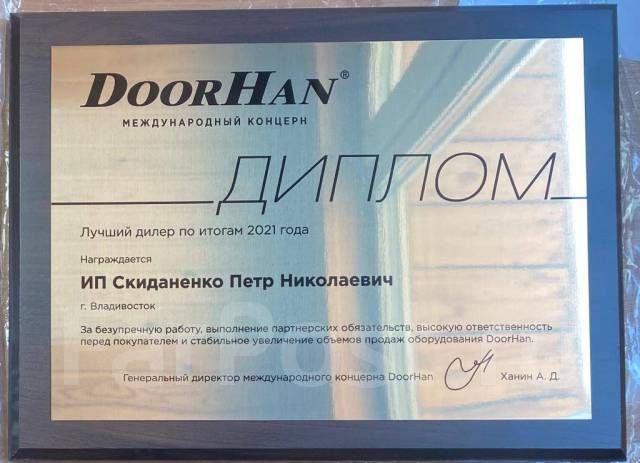 DOORHAN®
МЕЖДУНАРОДНЫЙ КОНЦЕРН
ДИПЛОМ
Лучший дилер по итогам 2021 года
Награждается
ИП Скиданенко Петр Николаевич
г. Владивосток
За безупречную работу, выполнение партнерских обязательств, высокую ответственность
перед покупателем и стабильное увеличение объемов продаж оборудования DoorHan.
Генеральный директор международного концерна DoorHan Ханин А. Д.
FarPost